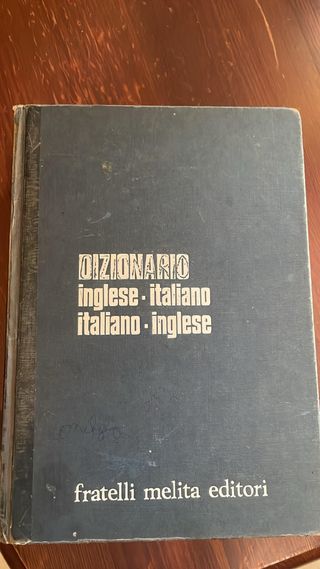 DIZIONARIO
inglese · italiano
italiano · inglese
fratelli melita editori